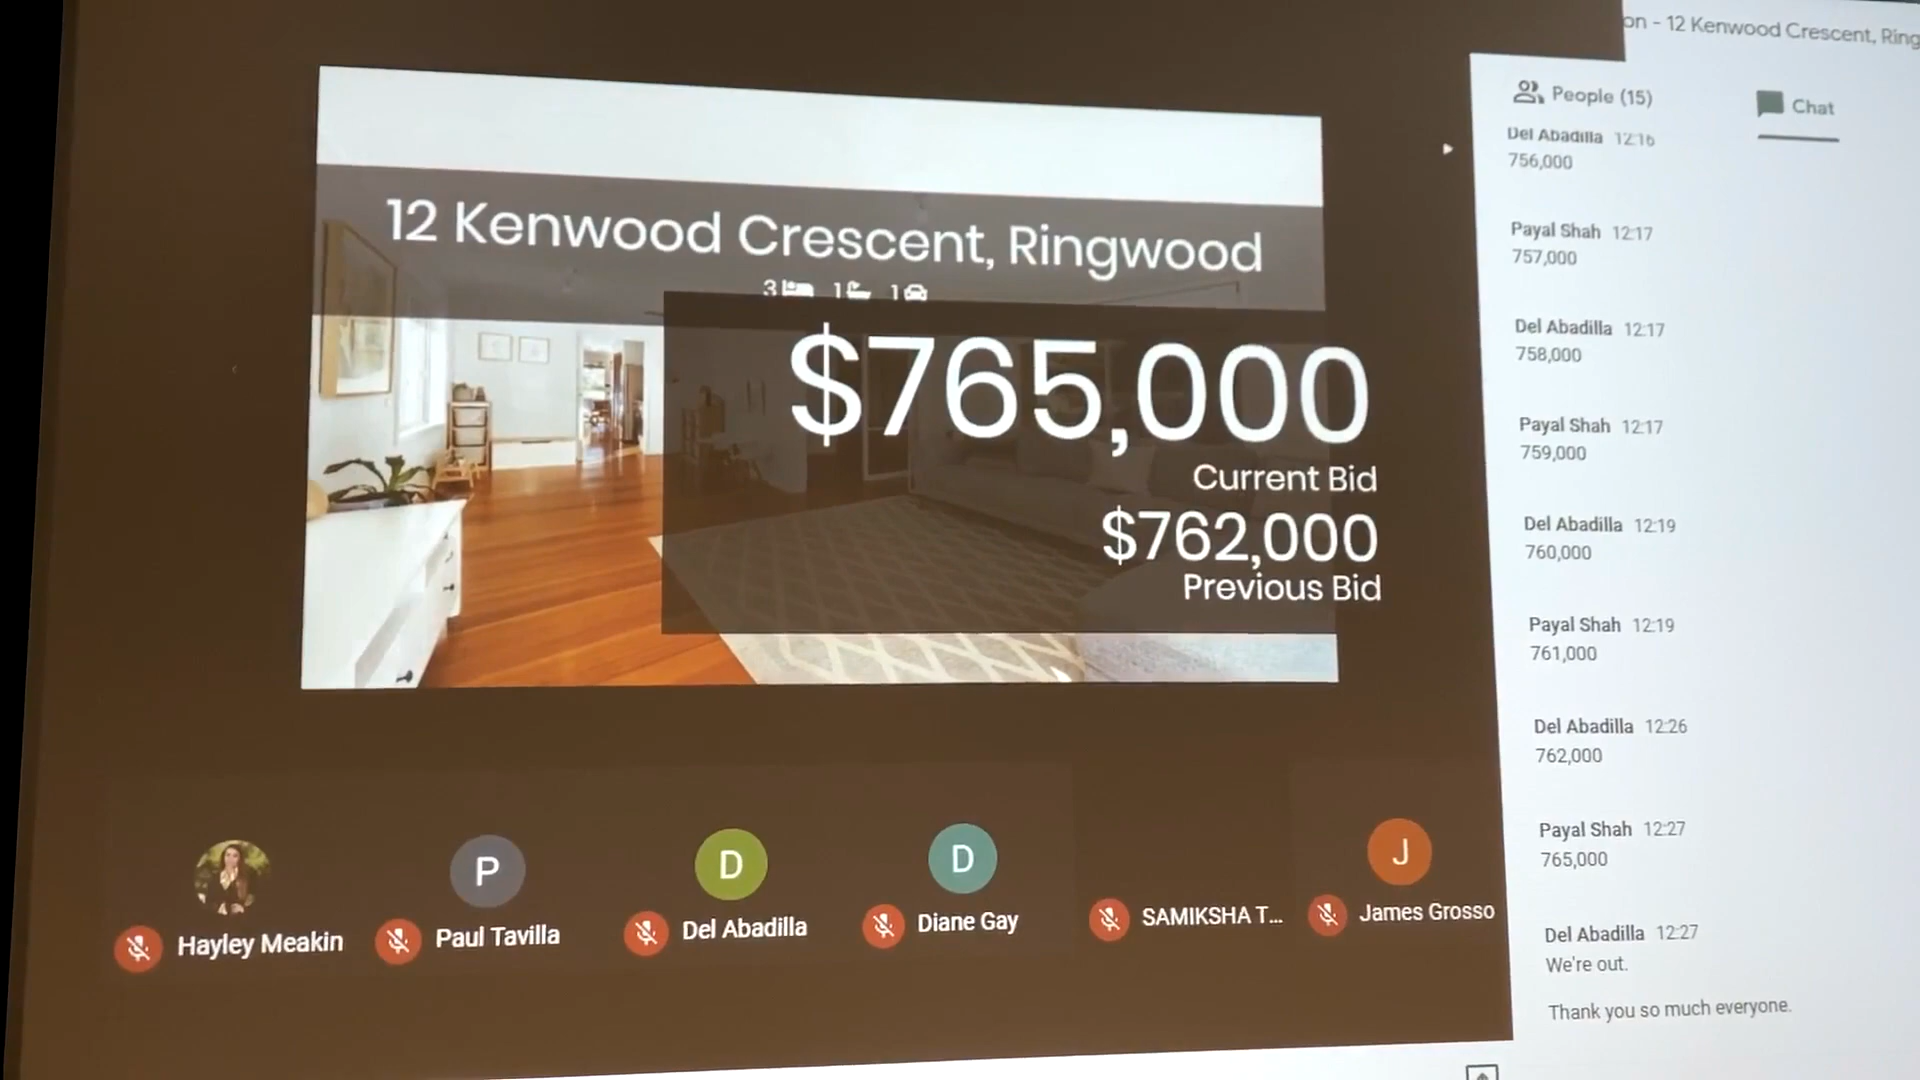 on - 12 Kenwood Crescent, Ring
People (15)
Chat
Del Abadilla 12:16
756,000
Payal Shah 12:17
757,000
Del Abadilla 12:17
758,000
Payal Shah 12:17
759,000
Del Abadilla 12:19
760,000
Payal Shah 12:19
761,000
Del Abadilla 12:26
762,000
Payal Shah 12:27
765,000
Del Abadilla 12:27
We're out.
Thank you so much everyone.
12 Kenwood Crescent, Ringwood
3 1 1
$765,000
Current Bid
$762,000
Previous Bid
P
D
D
J
Hayley Meakin
Paul Tavilla
Del Abadilla
Diane Gay
SAMIKSHA T...
James Grosso